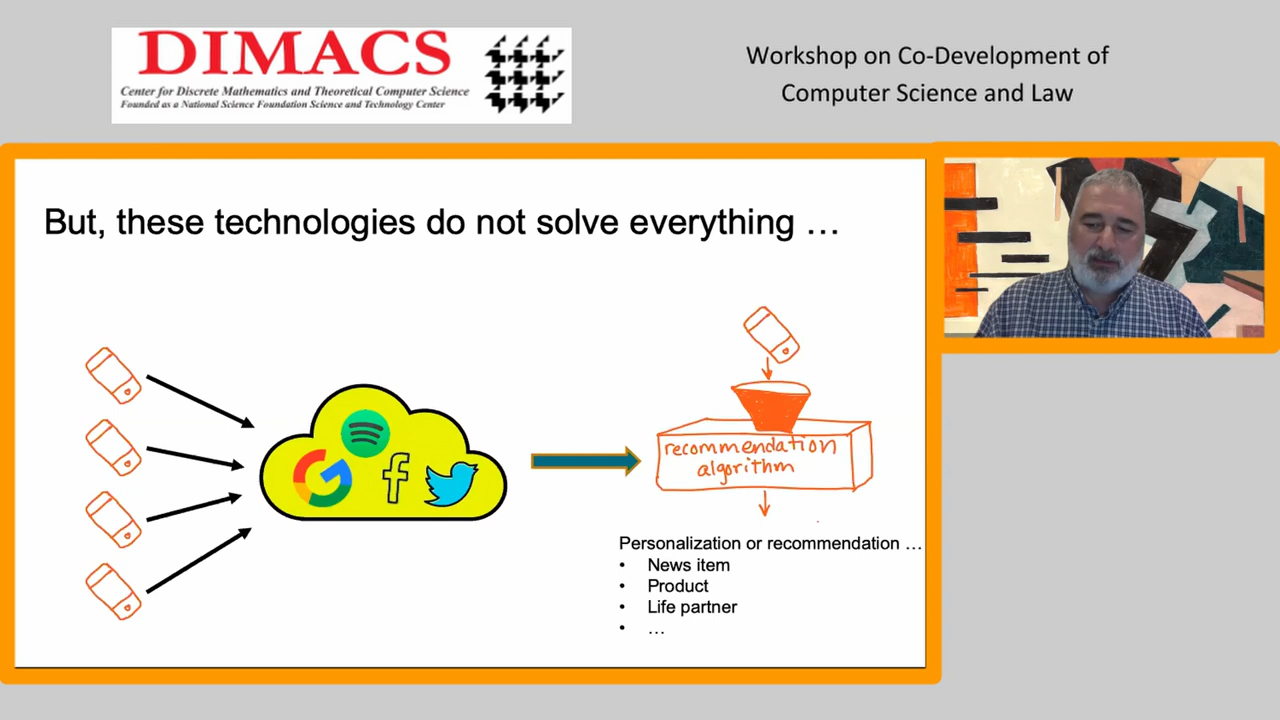 DIMACS
Center for Discrete Mathematics and Theoretical Computer Science
Founded as a National Science Foundation Science and Technology Center
Workshop on Co-Development of
Computer Science and Law
But, these technologies do not solve everything …
recommendation
algorithm
Personalization or recommendation …
• News item
• Product
• Life partner
• …